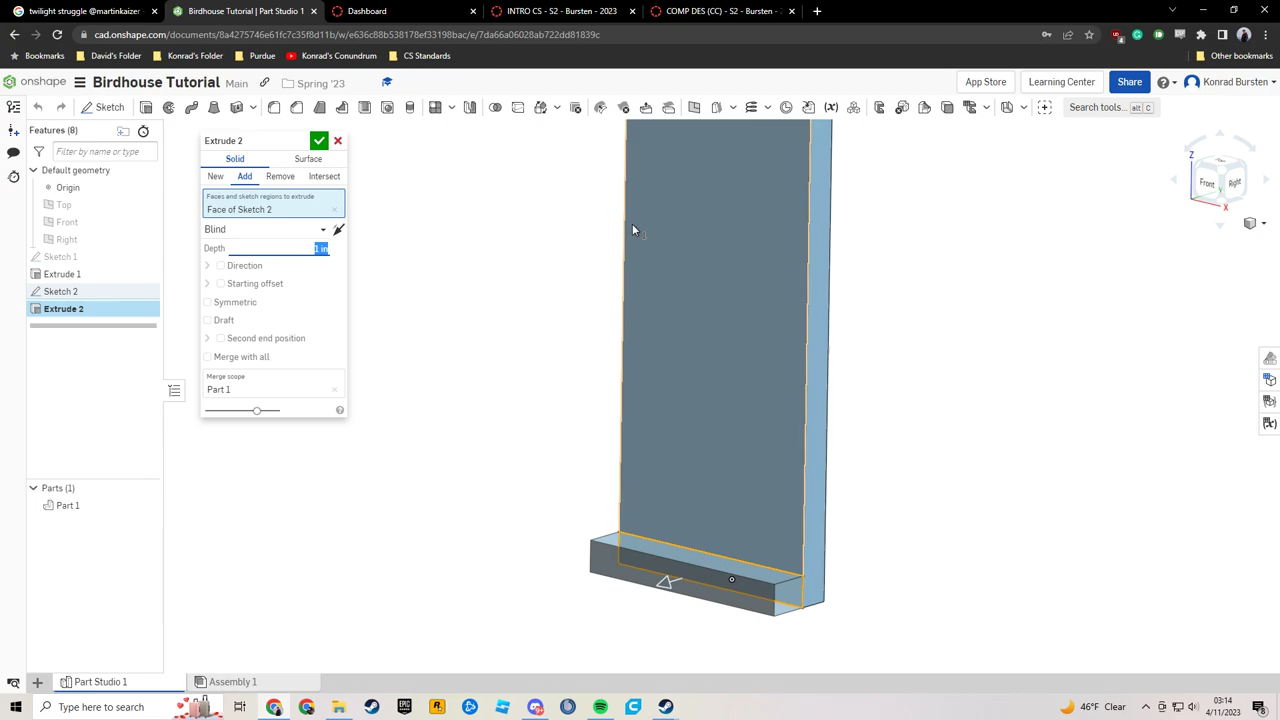 twilight struggle @martinkaizer
Birdhouse Tutorial | Part Studio 1
Dashboard
INTRO CS - S2 - Bursten - 2023
COMP DES (CC) - S2 - Bursten -
cad.onshape.com/documents/8a4275746e61fc7c35f8d11b/w/e636c88b538178ef33198bac/e/7da66a06028ab722dd81839c
Bookmarks
David's Folder
Konrad's Folder
Purdue
Konrad's Conundrum
CS Competitions
Other bookmarks
onshape
Birdhouse Tutorial
Main
Spring '23
App Store
Learning Center
Share
Konrad Bursten
Sketch
Search tools...
alt C
Features (8)
Filter by name or type
Default geometry
Origin
Top
Front
Right
Sketch 1
Extrude 1
Sketch 2
Extrude 2
Parts (1)
Part 1
Extrude 2
Solid
Surface
New
Add
Remove
Intersect
Faces and sketch regions to extrude
Face of Sketch 2
Blind
Depth
1 in
Direction
Starting offset
Symmetric
Draft
Second end position
Merge with all
Merge scope
Part 1
Z
Front
Right
X
Part Studio 1
Assembly 1
Type here to search
48°F Clear
03:14
4/11/2023